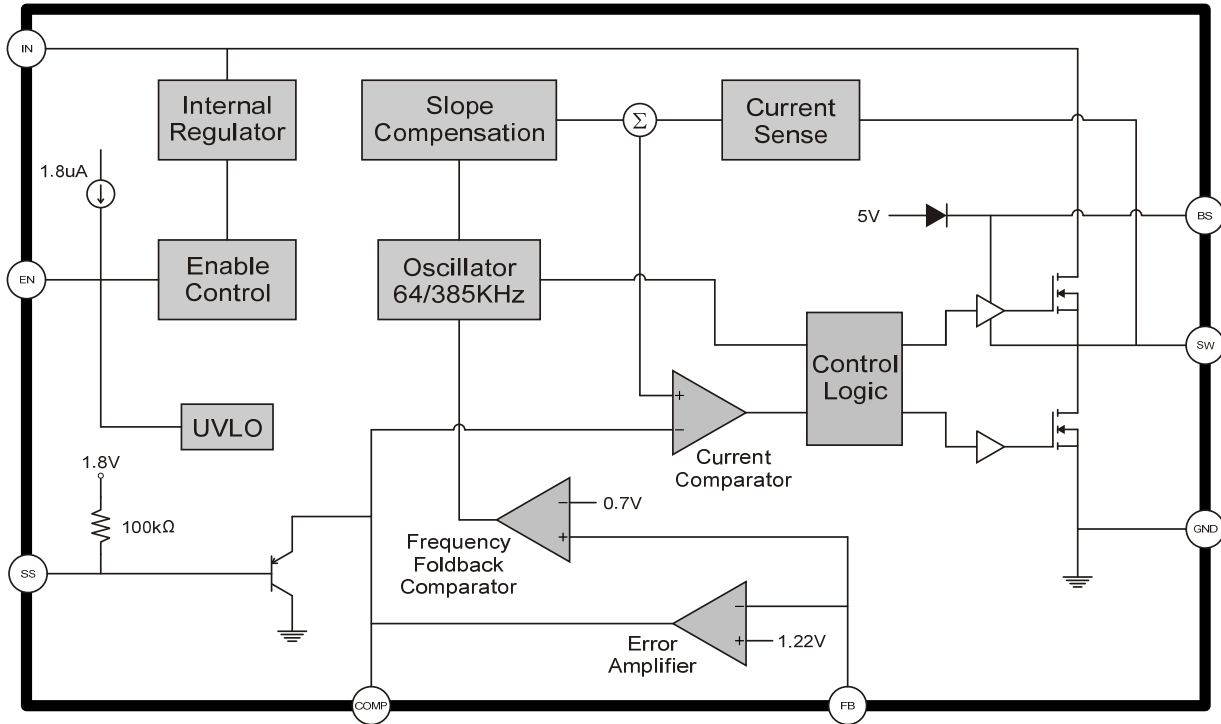 IN
Internal
Regulator
Slope
Compensation
Σ
Current
Sense
1.8uA
5V
BS
EN
Enable
Control
Oscillator
64/385KHz
SW
Control
Logic
+
−
UVLO
Current
Comparator
1.8V
100kΩ
−
0.7V
+
GND
Frequency
Foldback
Comparator
SS
−
+
1.22V
Error
Amplifier
COMP
FB